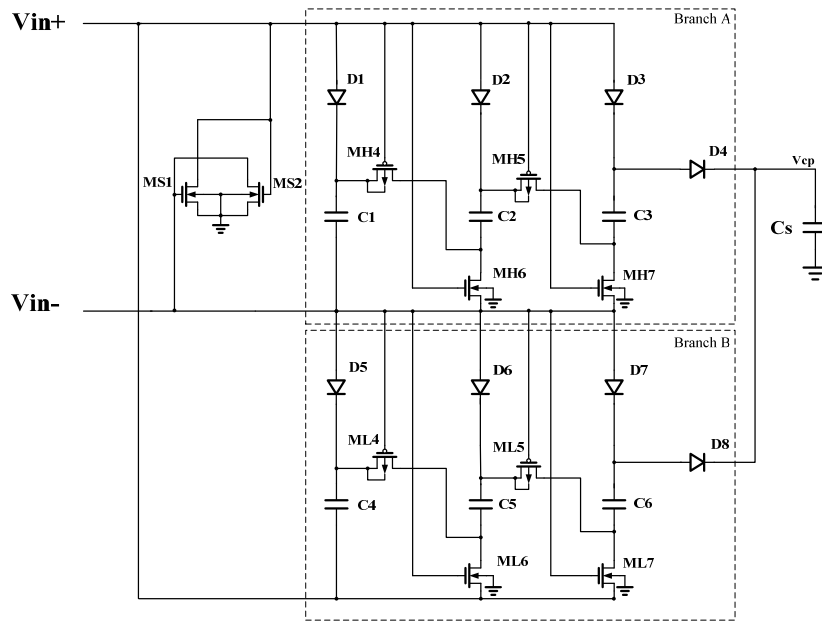 Vin+
Branch A
D1
D2
D3
MH4
MH5
D4
Vcp
MS1
MS2
C1
C2
C3
Cs
MH6
MH7
Vin-
Branch B
D5
D6
D7
ML4
ML5
D8
C4
C5
C6
ML6
ML7